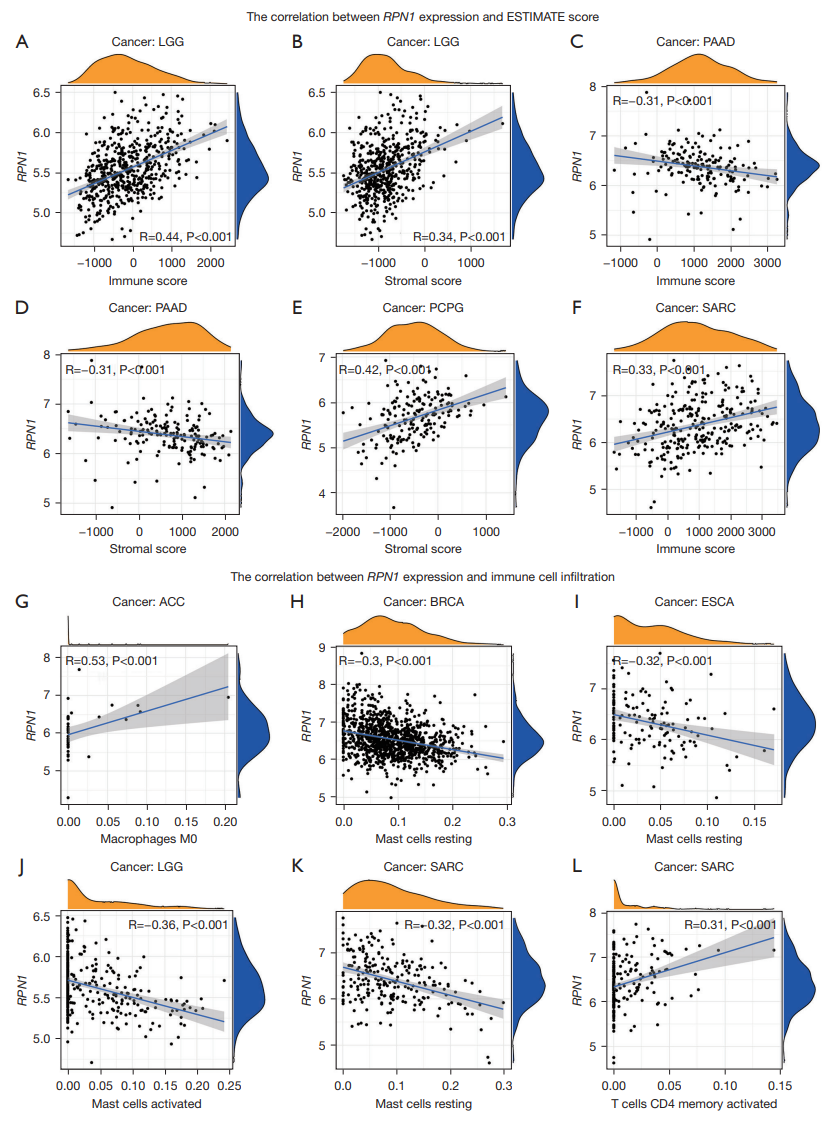 The correlation between RPN1 expression and ESTIMATE score
A
Cancer: LGG
RPN1
6.5
6.0
5.5
5.0
R=0.44, P<0.001
−1000 0 1000 2000
Immune score
B
Cancer: LGG
RPN1
6.5
6.0
5.5
5.0
R=0.34, P<0.001
−1000 0 1000
Stromal score
C
Cancer: PAAD
RPN1
8
7
6
5
R=−0.31, P<0.001
−1000 0 1000 2000 3000
Immune score
D
Cancer: PAAD
RPN1
8
7
6
5
R=−0.31, P<0.001
−1000 0 1000 2000
Stromal score
E
Cancer: PCPG
RPN1
7
6
5
4
R=0.42, P<0.001
−2000 −1000 0 1000
Stromal score
F
Cancer: SARC
RPN1
7
6
5
R=0.33, P<0.001
−1000 0 1000 2000 3000
Immune score
The correlation between RPN1 expression and immune cell infiltration
G
Cancer: ACC
RPN1
8
7
6
5
R=0.53, P<0.001
0.00 0.05 0.10 0.15 0.20
Macrophages M0
H
Cancer: BRCA
RPN1
9
8
7
6
5
R=−0.3, P<0.001
0.0 0.1 0.2 0.3
Mast cells resting
I
Cancer: ESCA
RPN1
7
6
5
R=−0.32, P<0.001
0.00 0.05 0.10 0.15
Mast cells resting
J
Cancer: LGG
RPN1
6.5
6.0
5.5
5.0
R=−0.36, P<0.001
0.00 0.05 0.10 0.15 0.20 0.25
Mast cells activated
K
Cancer: SARC
RPN1
7
6
5
R=−0.32, P<0.001
0.0 0.1 0.2 0.3
Mast cells resting
L
Cancer: SARC
RPN1
8
7
6
5
R=0.31, P<0.001
0.00 0.05 0.10 0.15
T cells CD4 memory activated